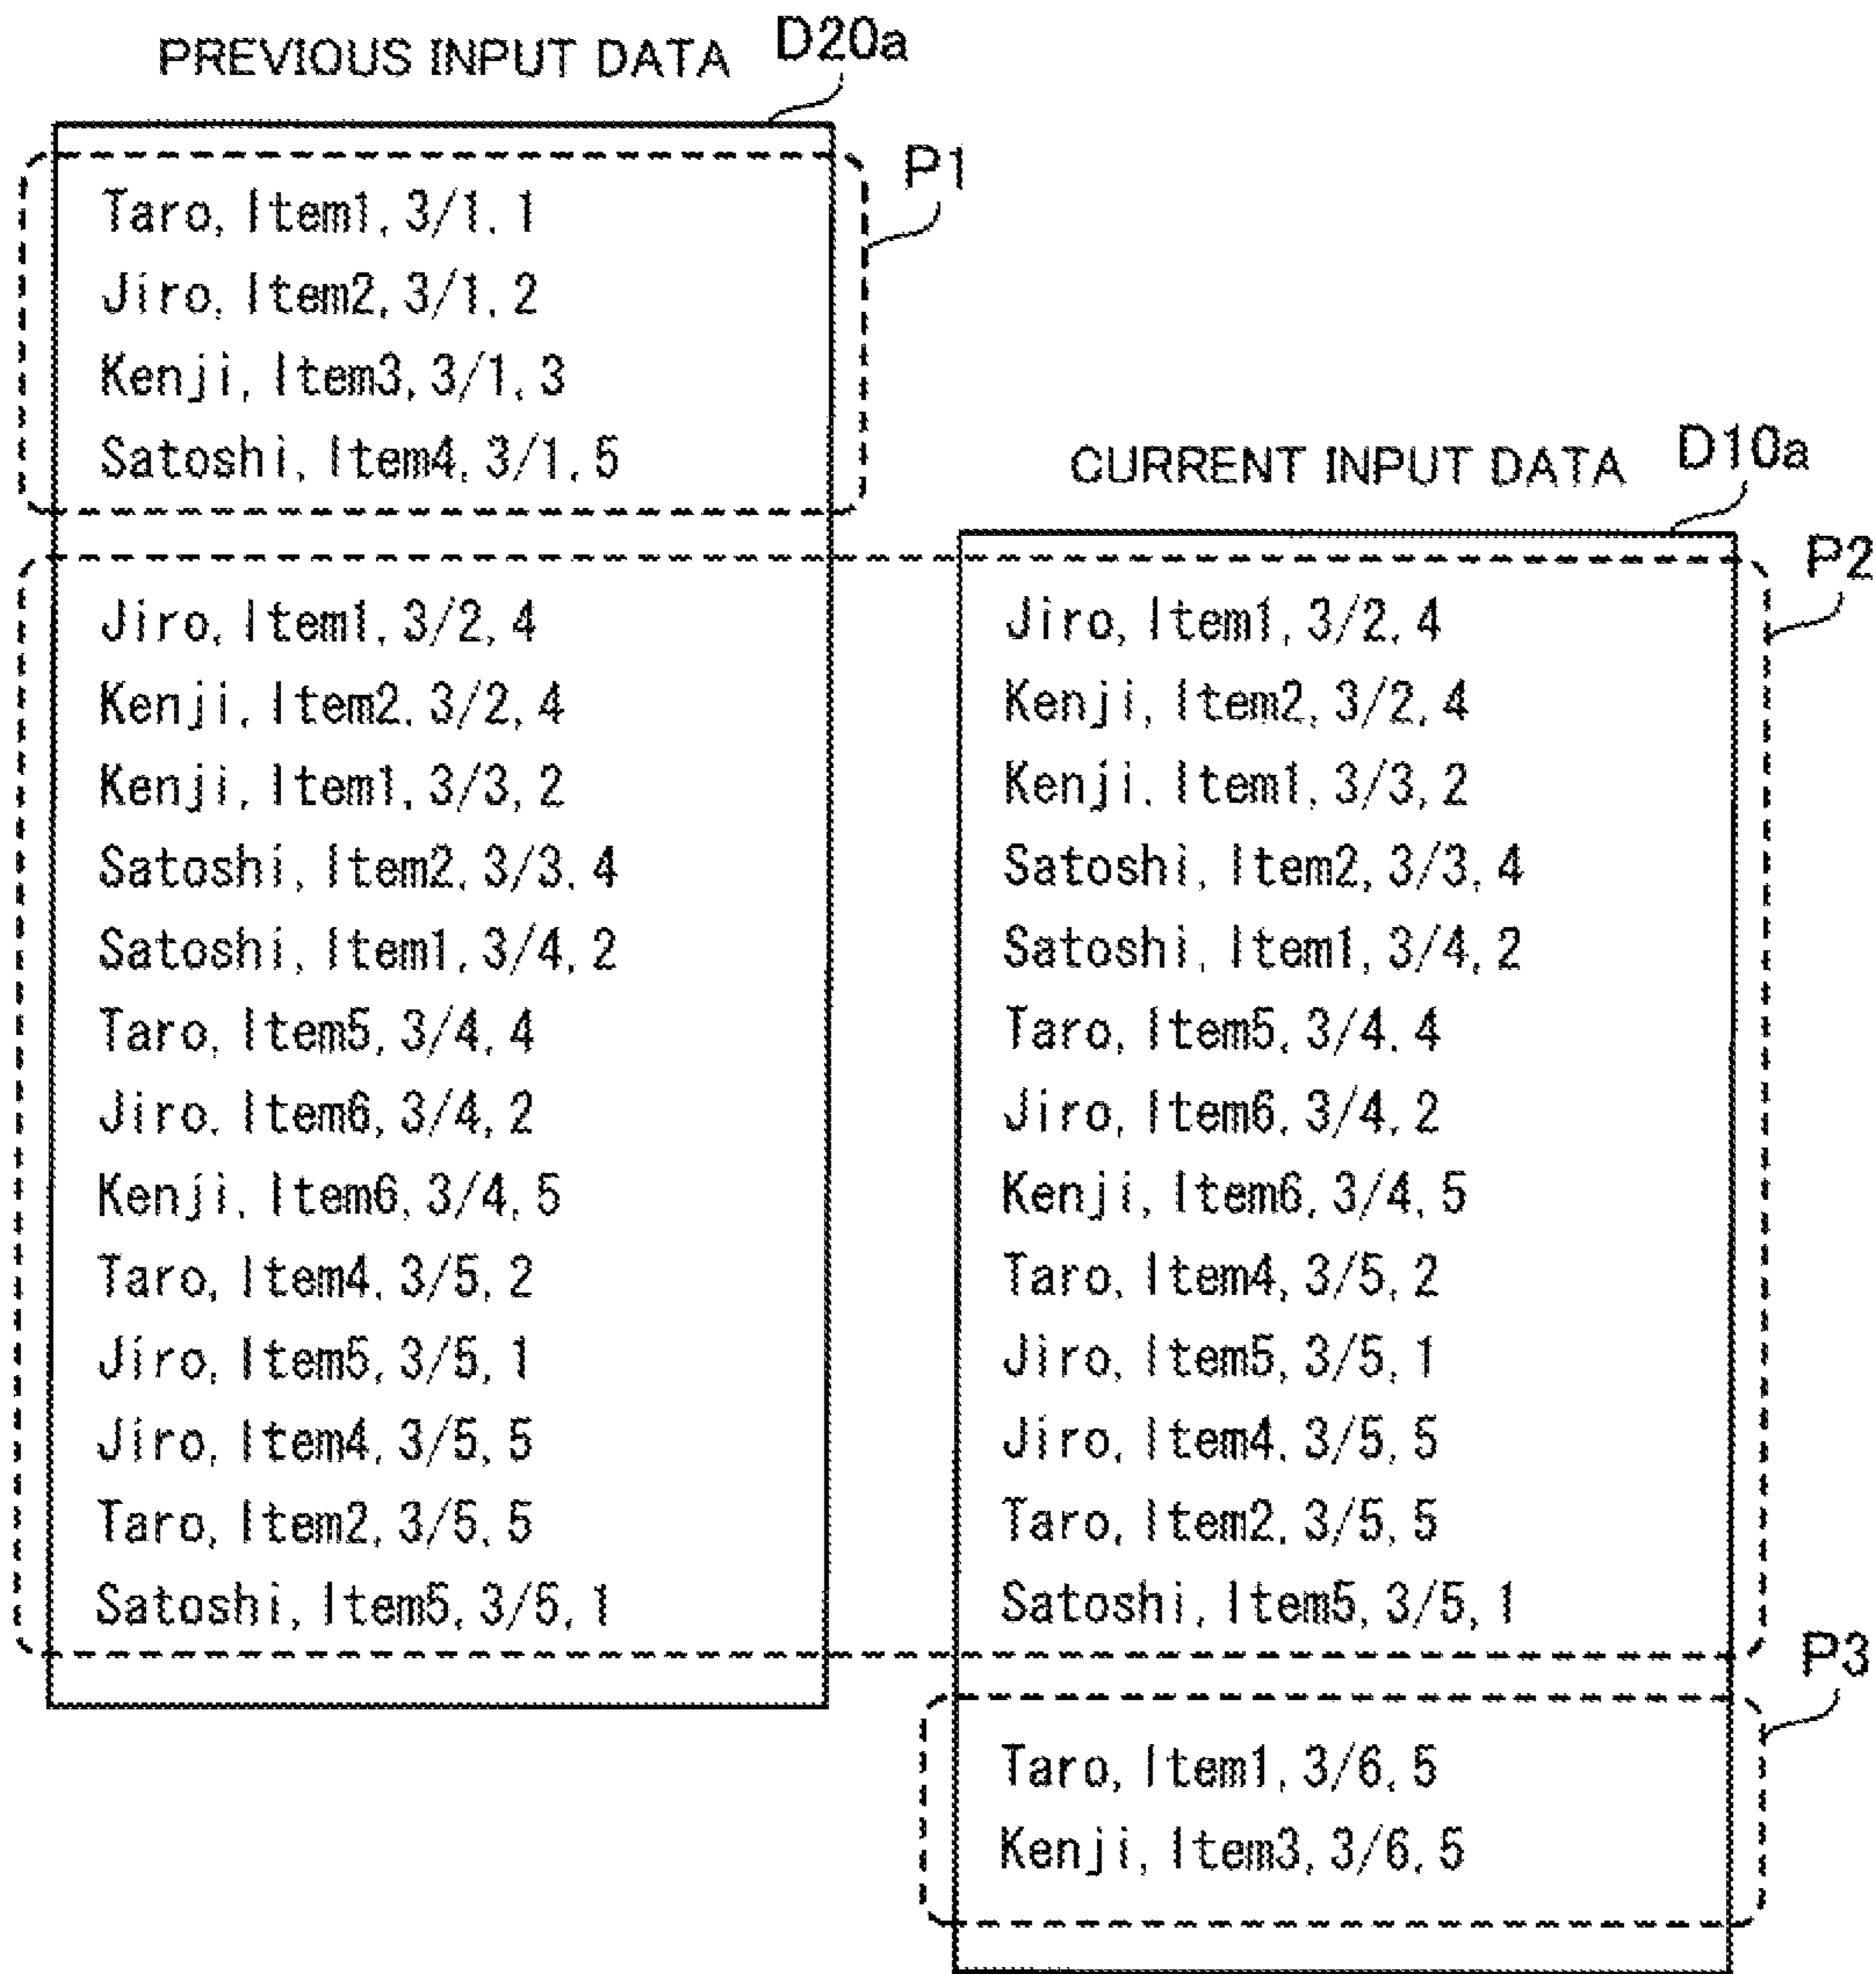 PREVIOUS INPUT DATA D20a
P1
Taro, Item1, 3/1, 1
Jiro, Item2, 3/1, 2
Kenji, Item3, 3/1, 3
Satoshi, Item4, 3/1, 5
Jiro, Item1, 3/2, 4
Kenji, Item2, 3/2, 4
Kenji, Item1, 3/3, 2
Satoshi, Item2, 3/3, 4
Satoshi, Item1, 3/4, 2
Taro, Item5, 3/4, 4
Jiro, Item6, 3/4, 2
Kenji, Item6, 3/4, 5
Taro, Item4, 3/5, 2
Jiro, Item5, 3/5, 1
Jiro, Item4, 3/5, 5
Taro, Item2, 3/5, 5
Satoshi, Item5, 3/5, 1
CURRENT INPUT DATA D10a
P2
Jiro, Item1, 3/2, 4
Kenji, Item2, 3/2, 4
Kenji, Item1, 3/3, 2
Satoshi, Item2, 3/3, 4
Satoshi, Item1, 3/4, 2
Taro, Item5, 3/4, 4
Jiro, Item6, 3/4, 2
Kenji, Item6, 3/4, 5
Taro, Item4, 3/5, 2
Jiro, Item5, 3/5, 1
Jiro, Item4, 3/5, 5
Taro, Item2, 3/5, 5
Satoshi, Item5, 3/5, 1
P3
Taro, Item1, 3/6, 5
Kenji, Item3, 3/6, 5